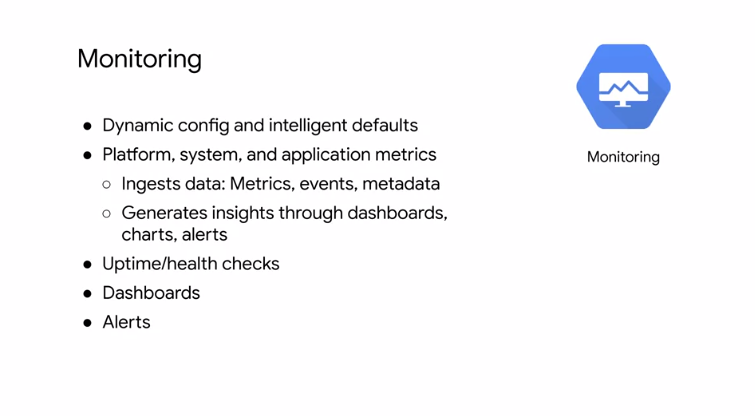 Monitoring
● Dynamic config and intelligent defaults
● Platform, system, and application metrics
○ Ingests data: Metrics, events, metadata
○ Generates insights through dashboards,
charts, alerts
● Uptime/health checks
● Dashboards
● Alerts
Monitoring